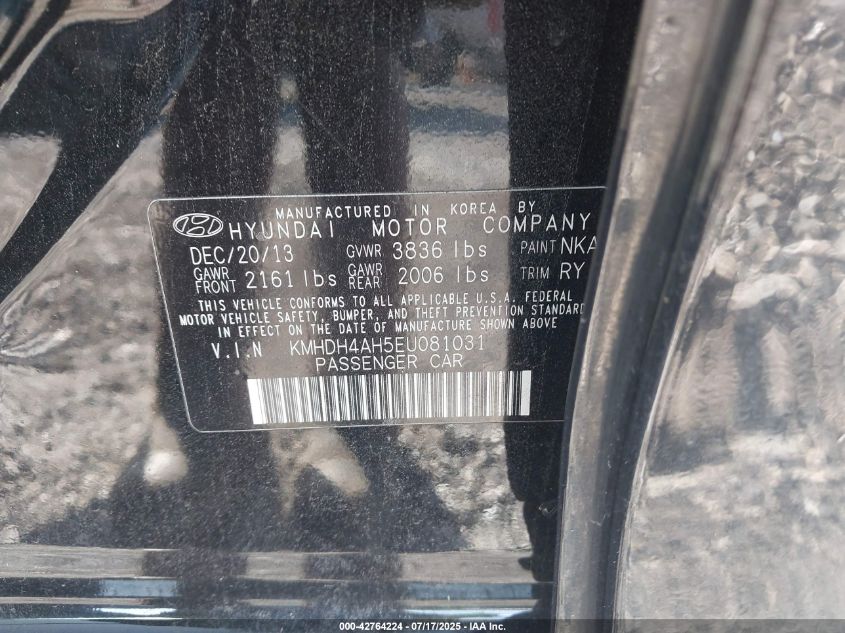 MANUFACTURED IN KOREA BY
HYUNDAI MOTOR COMPANY
DEC/20/13 GVWR 3836 lbs PAINT NKA
GAWR FRONT 2161 lbs GAWR REAR 2006 lbs TRIM RY
THIS VEHICLE CONFORMS TO ALL APPLICABLE U.S.A. FEDERAL
MOTOR VEHICLE SAFETY, BUMPER, AND THEFT PREVENTION STANDARD
IN EFFECT ON THE DATE OF MANUFACTURE SHOWN ABOVE
V.I.N KMHDH4AH5EU081031
PASSENGER CAR
000-42764224 - 07/17/2025 - IAA Inc.